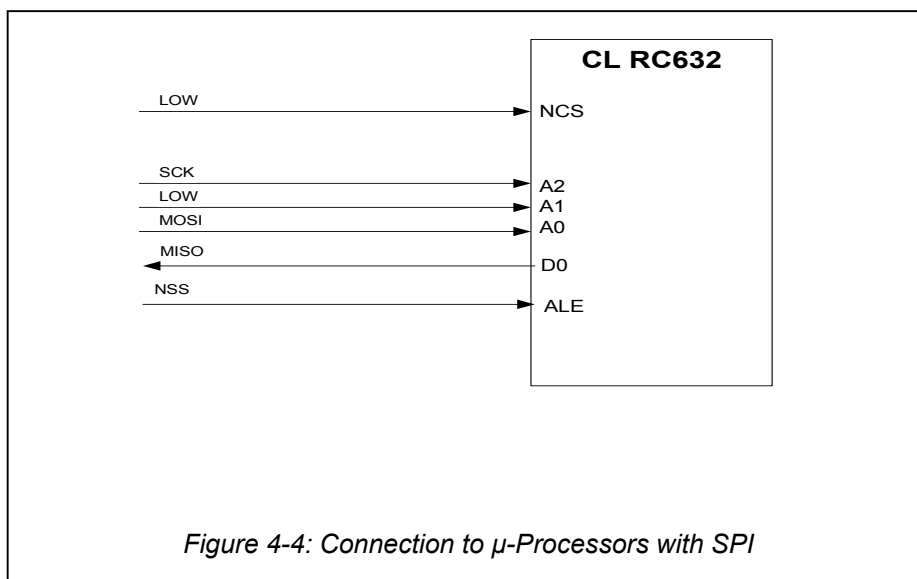 CL RC632
LOW
NCS
SCK
A2
LOW
A1
MOSI
A0
MISO
D0
NSS
ALE
Figure 4-4: Connection to µ-Processors with SPI